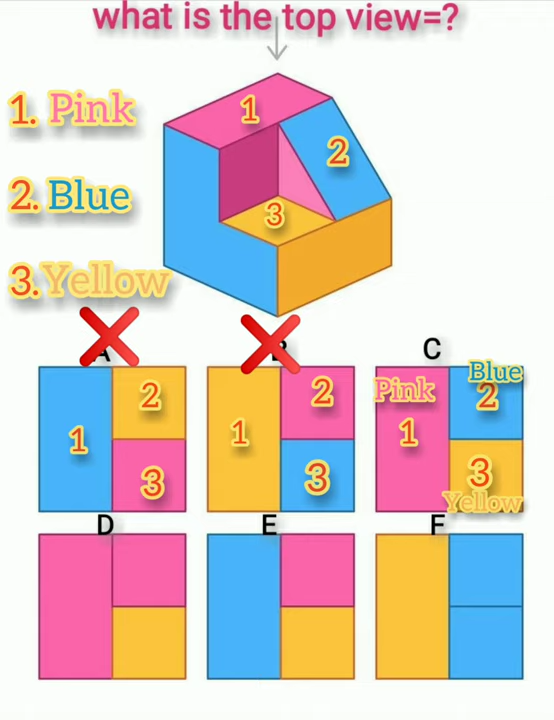 what is the top view=?
1. Pink
1
2
2. Blue
3
3. Yellow
A
B
C
1
2
3
1
2
3
Pink
Blue
1
2
3
Yellow
D
E
F